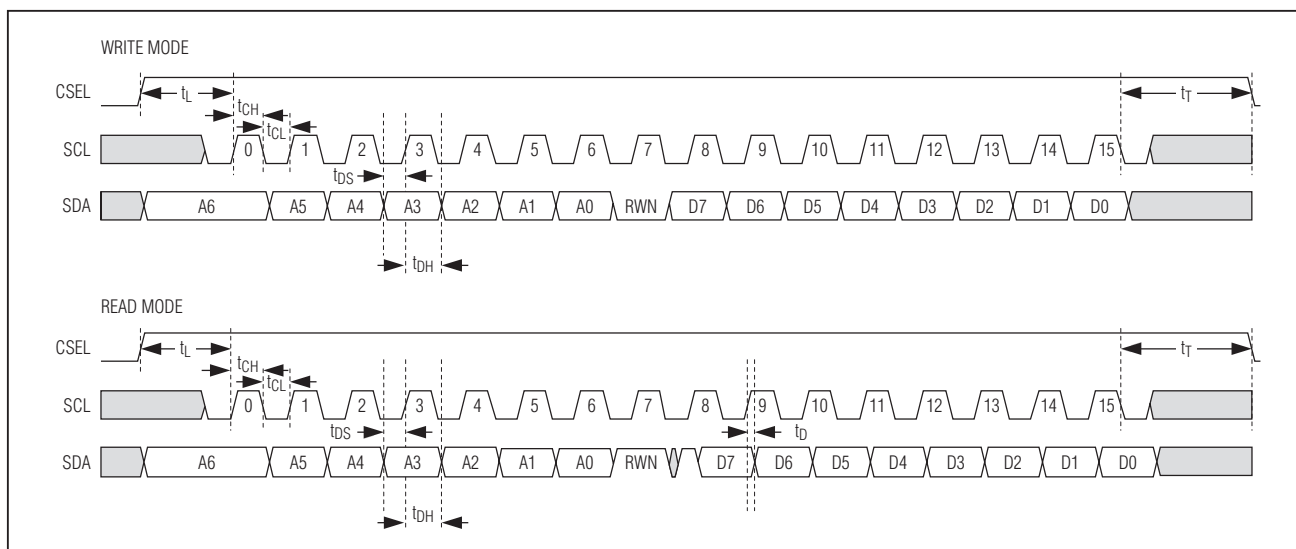 WRITE MODE
CSEL
tL
tT
tCH
tCL
SCL
0 1 2 3 4 5 6 7 8 9 10 11 12 13 14 15
tDS
SDA
A6 A5 A4 A3 A2 A1 A0 RWN D7 D6 D5 D4 D3 D2 D1 D0
tDH
READ MODE
CSEL
tL
tT
tCH
tCL
SCL
0 1 2 3 4 5 6 7 8 9 10 11 12 13 14 15
tDS
tD
SDA
A6 A5 A4 A3 A2 A1 A0 RWN D7 D6 D5 D4 D3 D2 D1 D0
tDH